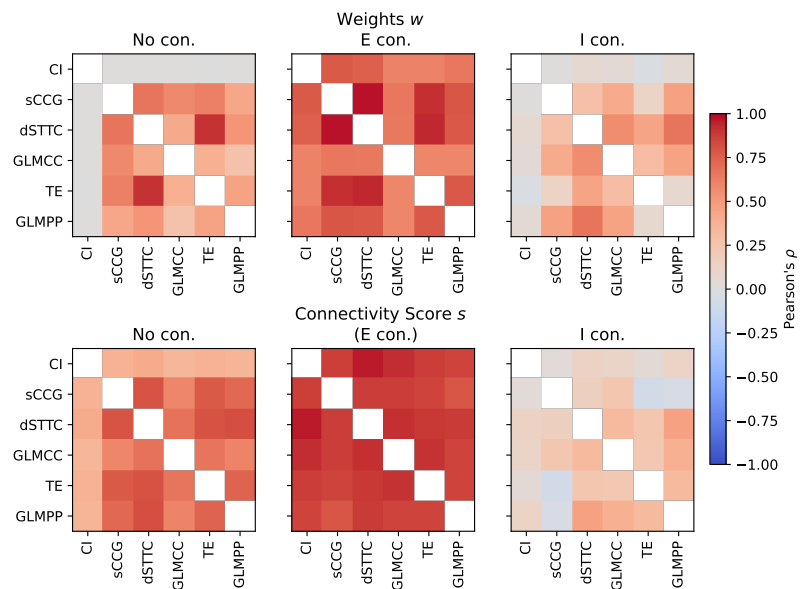 Weights w
No con.
E con.
I con.
CI
sCCG
dSTTC
GLMCC
TE
GLMPP
CI
sCCG
dSTTC
GLMCC
TE
GLMPP
CI
sCCG
dSTTC
GLMCC
TE
GLMPP
CI
sCCG
dSTTC
GLMCC
TE
GLMPP
Connectivity Score s
No con.
(E con.)
I con.
CI
sCCG
dSTTC
GLMCC
TE
GLMPP
CI
sCCG
dSTTC
GLMCC
TE
GLMPP
CI
sCCG
dSTTC
GLMCC
TE
GLMPP
CI
sCCG
dSTTC
GLMCC
TE
GLMPP
1.00
0.75
0.50
0.25
0.00
−0.25
−0.50
−0.75
−1.00
Pearson's ρ